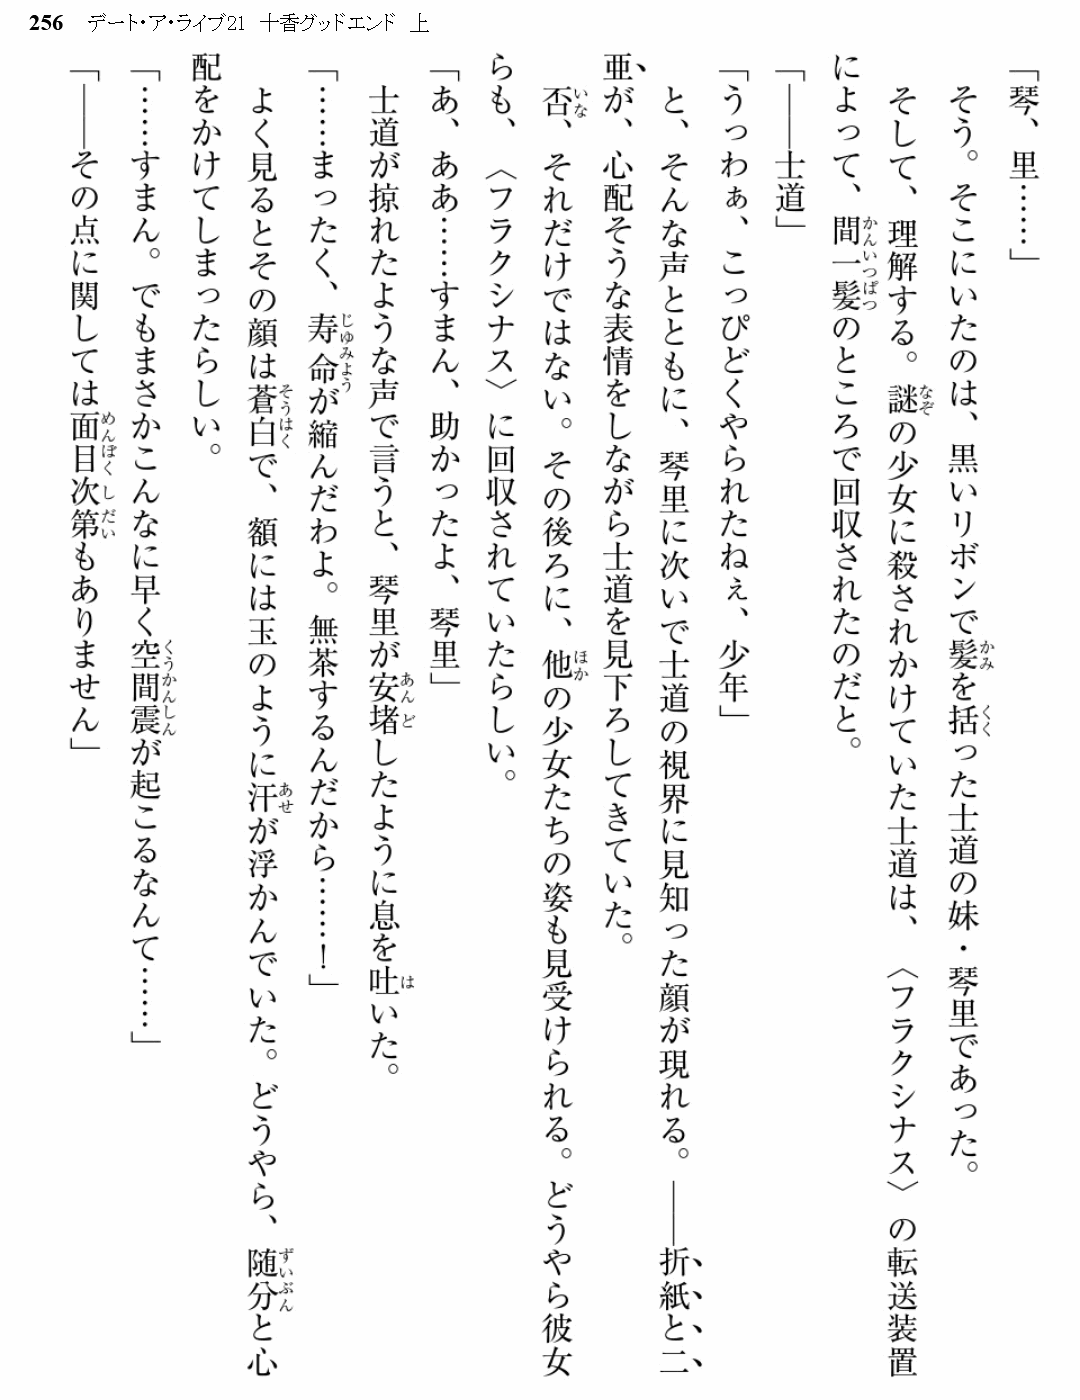 256 デート・ア・ライブ21 十香グッドエンド 上
「琴、里……」
そう。そこにいたのは、黒いリボンで髪を括った士道の妹・琴里であった。
そして、理解する。謎の少女に殺されかけていた士道は、〈フラクシナス〉の転送装置
によって、間一髪のところで回収されたのだと。
「――士道」
「うっわぁ、こっぴどくやられたねぇ、少年」
と、そんな声とともに、琴里に次いで士道の視界に見知った顔が現れる。――折紙と二
亜が、心配そうな表情をしながら士道を見下ろしてきていた。
否、それだけではない。その後ろに、他の少女たちの姿も見受けられる。どうやら彼女
らも、〈フラクシナス〉に回収されていたらしい。
「あ、ああ……すまん、助かったよ、琴里」
士道が掠れたような声で言うと、琴里が安堵したように息を吐いた。
「……まったく、寿命が縮んだわよ。無茶するんだから……！」
よく見るとその顔は蒼白で、額には玉のように汗が浮かんでいた。どうやら、随分と心
配をかけてしまったらしい。
「……すまん。でもまさかこんなに早く空間震が起こるなんて……」
「――その点に関しては面目次第もありません」